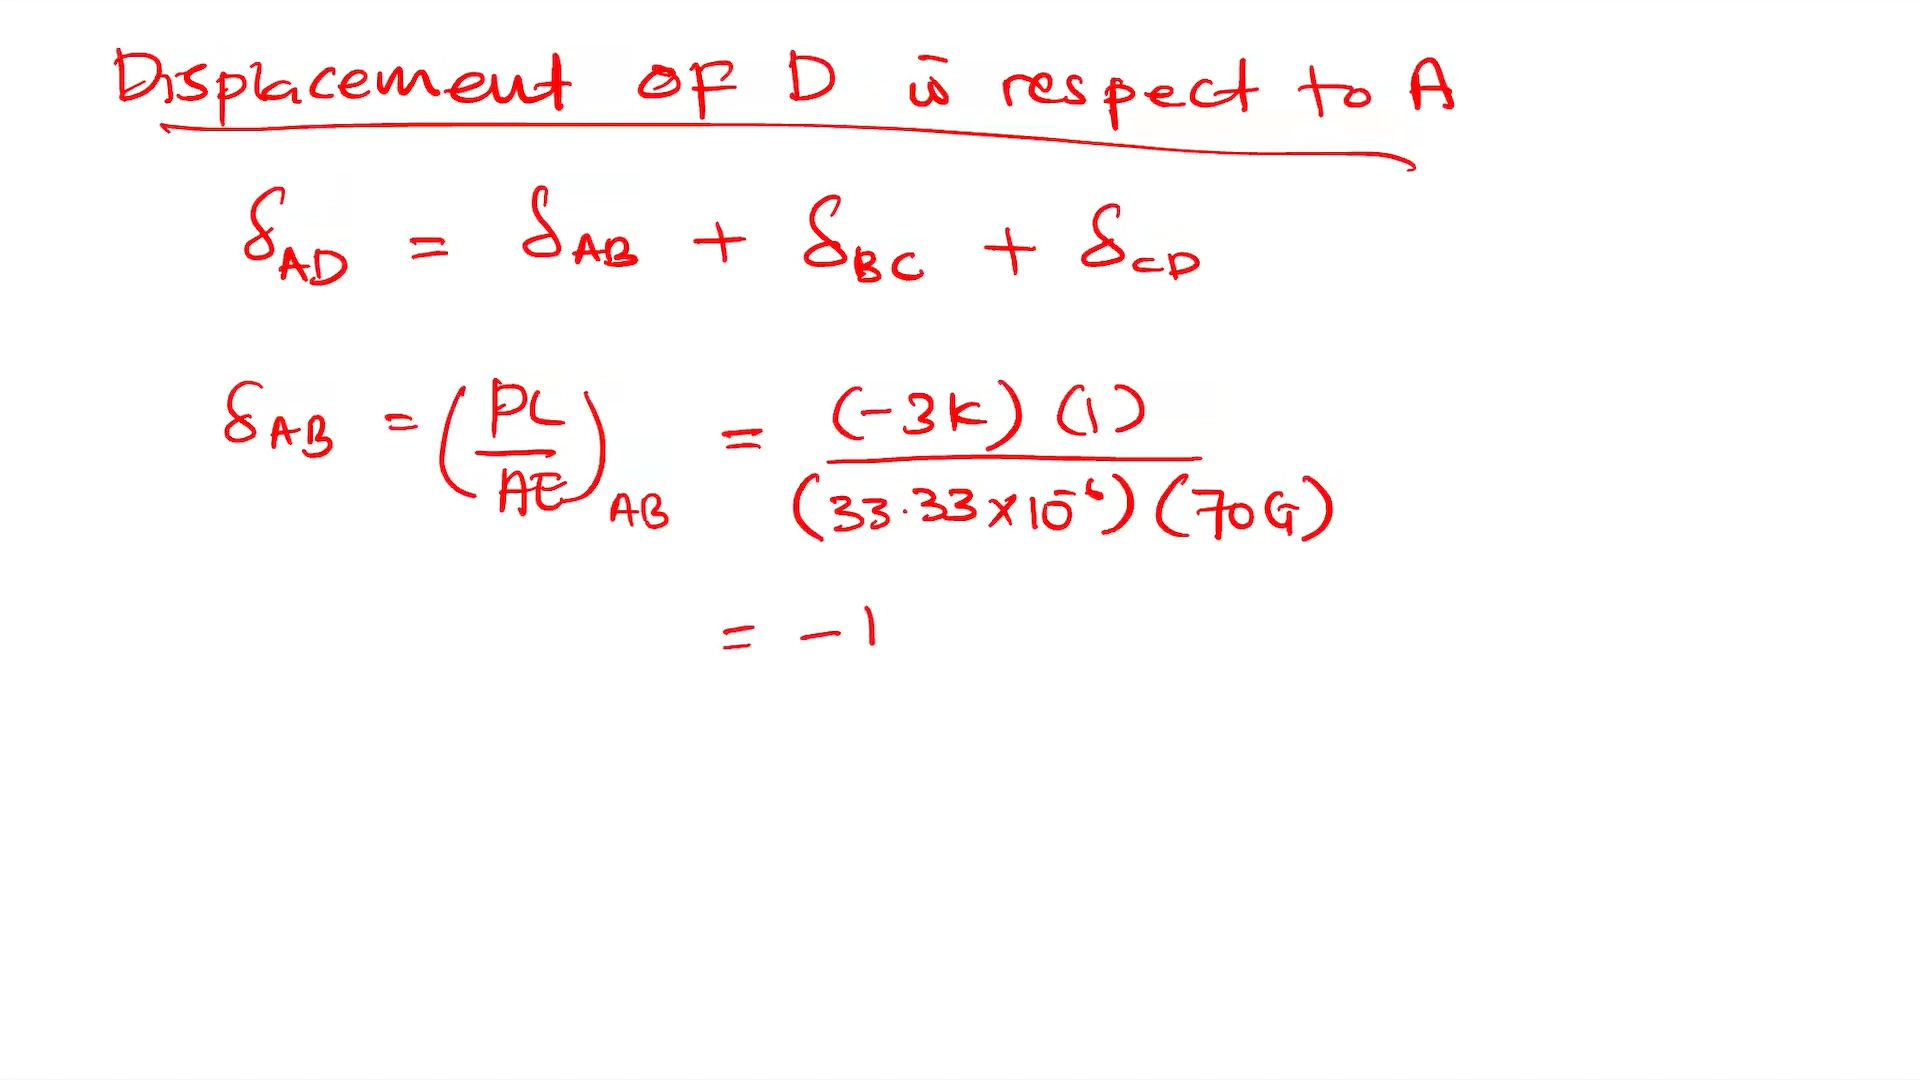 Displacement of D w̄ respect to A
δAD = δAB + δBC + δCD
δAB = (PL/AE)AB = (-3K)(1)/(33.33×10⁻⁶)(70G)
= -1